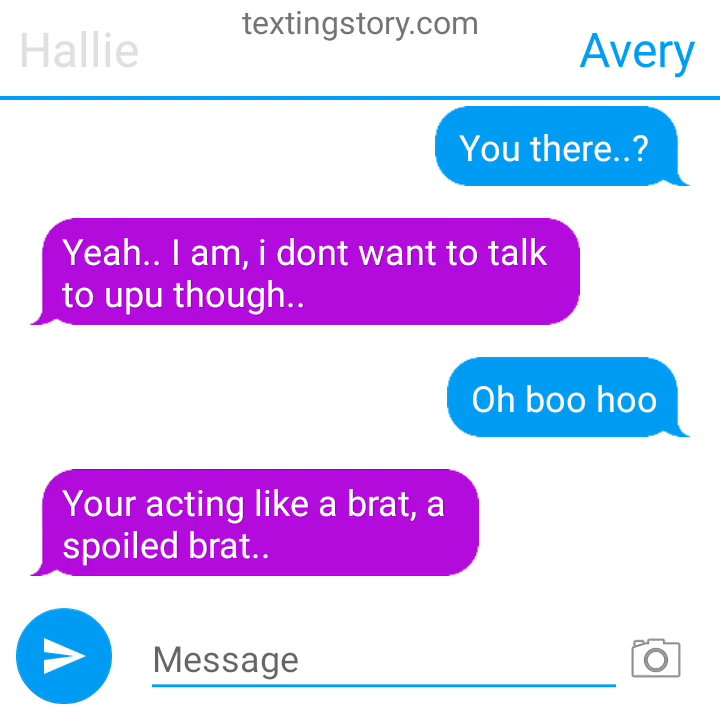 textingstory.com
Hallie
Avery
You there..?
Yeah.. I am, i dont want to talk
to upu though..
Oh boo hoo
Your acting like a brat, a
spoiled brat..
Message